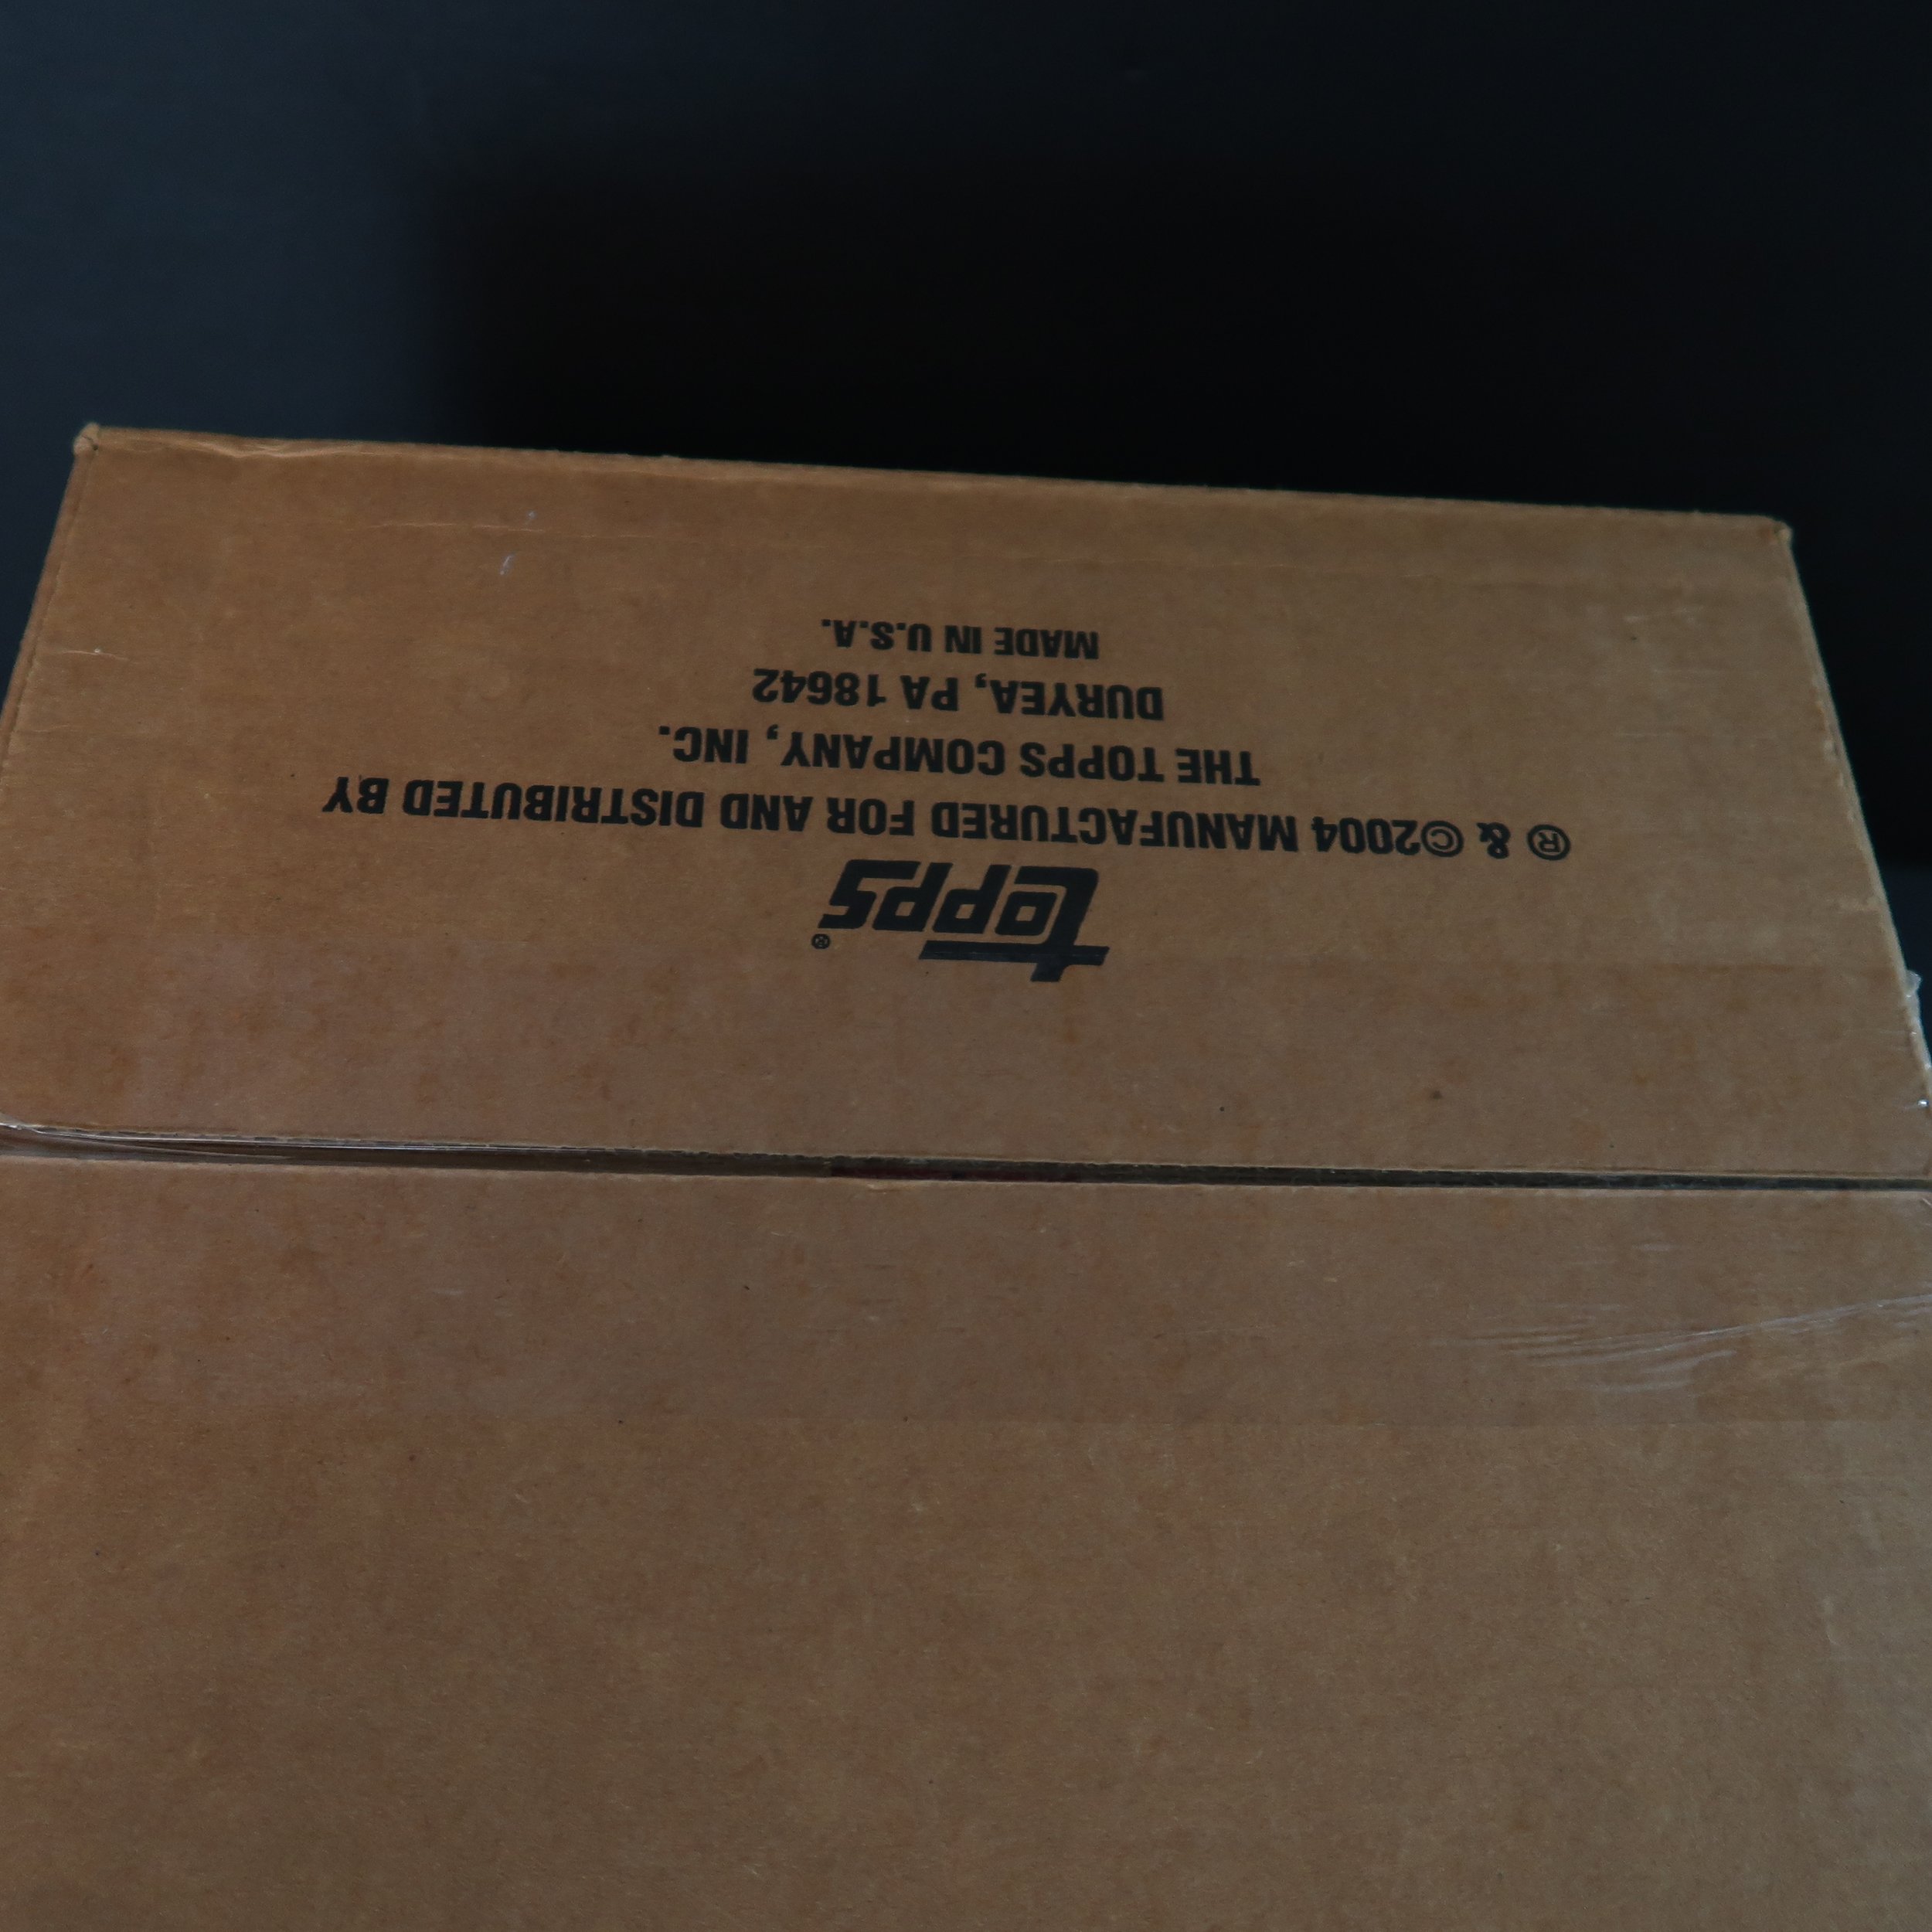 topps®
® & ©2004 MANUFACTURED FOR AND DISTRIBUTED BY
THE TOPPS COMPANY, INC.
DURYEA, PA 18642
MADE IN U.S.A.